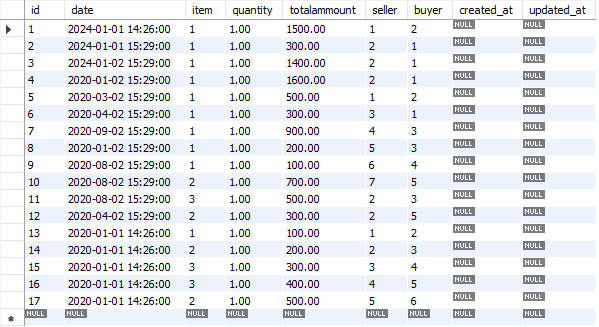 id date item quantity totalammount seller buyer created_at updated_at
1 2024-01-01 14:26:00 1 1.00 1500.00 1 2 NULL NULL
2 2024-01-01 15:29:00 1 1.00 300.00 2 1 NULL NULL
3 2024-01-02 15:29:00 1 1.00 1400.00 2 1 NULL NULL
4 2020-01-02 15:29:00 1 1.00 1600.00 2 1 NULL NULL
5 2020-03-02 15:29:00 1 1.00 500.00 1 2 NULL NULL
6 2020-04-02 15:29:00 1 1.00 300.00 3 1 NULL NULL
7 2020-09-02 15:29:00 1 1.00 900.00 4 3 NULL NULL
8 2020-01-02 15:29:00 1 1.00 200.00 5 3 NULL NULL
9 2020-08-02 15:29:00 1 1.00 100.00 6 4 NULL NULL
10 2020-08-02 15:29:00 2 1.00 700.00 7 5 NULL NULL
11 2020-08-02 15:29:00 3 1.00 500.00 2 3 NULL NULL
12 2020-04-02 15:29:00 2 1.00 300.00 2 5 NULL NULL
13 2020-01-01 14:26:00 1 1.00 100.00 1 2 NULL NULL
14 2020-01-01 14:26:00 2 1.00 200.00 2 3 NULL NULL
15 2020-01-01 14:26:00 3 1.00 300.00 3 4 NULL NULL
16 2020-01-01 14:26:00 3 1.00 400.00 4 5 NULL NULL
17 2020-01-01 14:26:00 2 1.00 500.00 5 6 NULL NULL
NULL NULL NULL NULL NULL NULL NULL NULL NULL